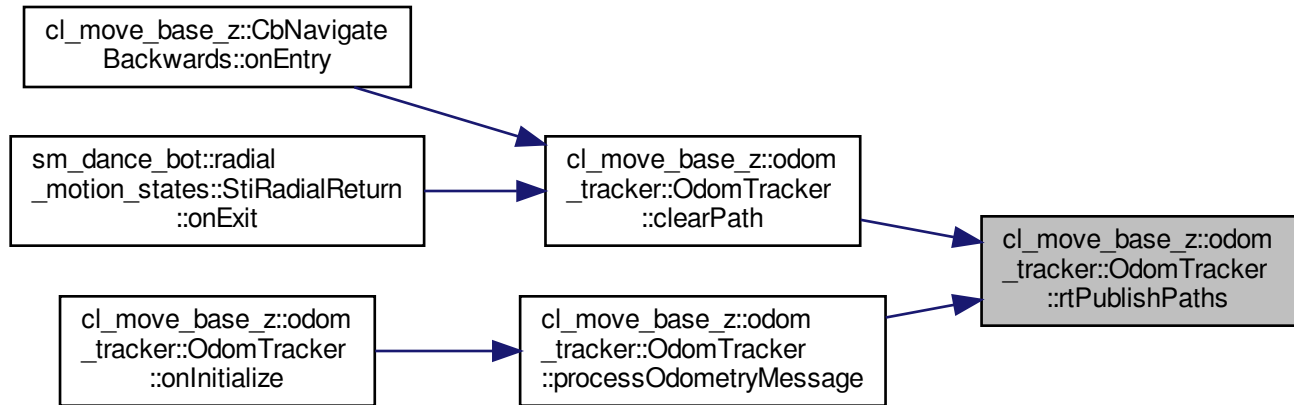 cl_move_base_z::CbNavigate
Backwards::onEntry
sm_dance_bot::radial
_motion_states::StiRadialReturn
::onExit
cl_move_base_z::odom
_tracker::OdomTracker
::clearPath
cl_move_base_z::odom
_tracker::OdomTracker
::rtPublishPaths
cl_move_base_z::odom
_tracker::OdomTracker
::onInitialize
cl_move_base_z::odom
_tracker::OdomTracker
::processOdometryMessage